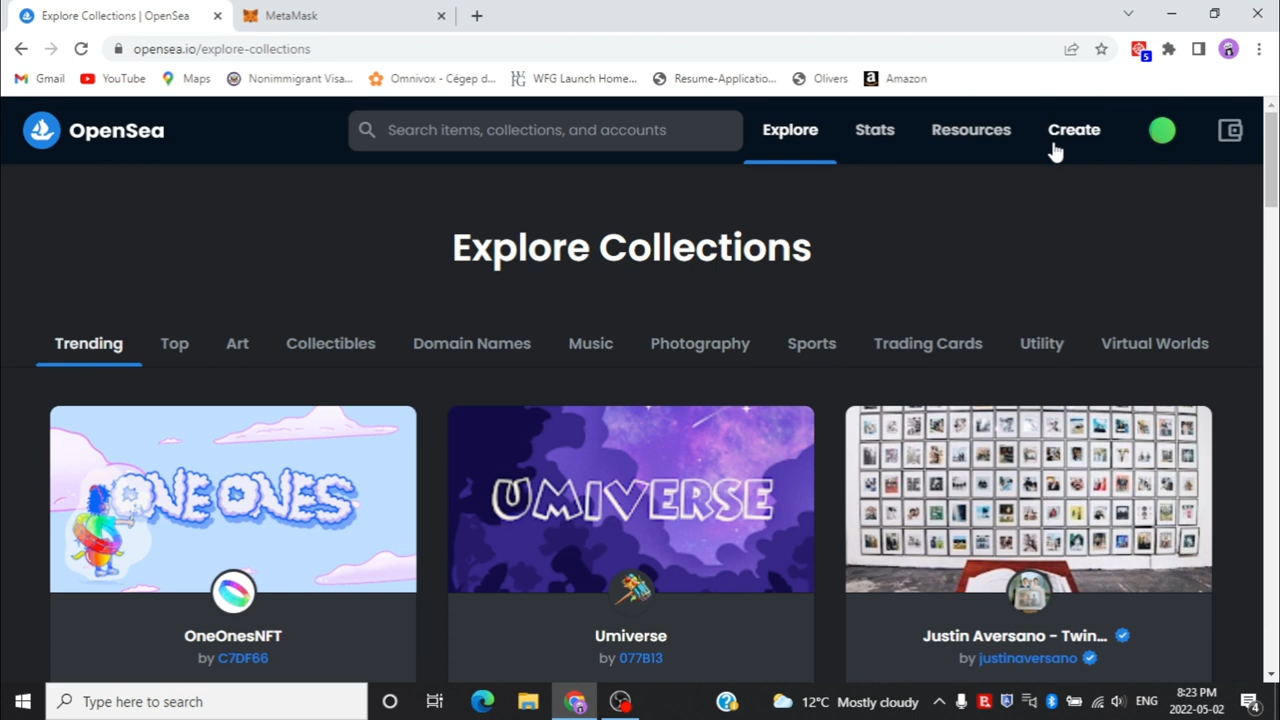 Explore Collections | OpenSea
MetaMask
opensea.io/explore-collections
5
Gmail
YouTube
Maps
Nonimmigrant Visa...
Omnivox - Cégep d...
WFG Launch Home...
Resume-Applicatio...
Olivers
Amazon
OpenSea
Search items, collections, and accounts
Explore
Stats
Resources
Create
Explore Collections
Trending
Top
Art
Collectibles
Domain Names
Music
Photography
Sports
Trading Cards
Utility
Virtual Worlds
ONE ONES
UMIVERSE
OneOnesNFT
by C7DF66
Umiverse
by 077B13
Justin Aversano - Twin...
by justinaversano
Type here to search
12°C Mostly cloudy
ENG
8:23 PM
2022-05-02
4